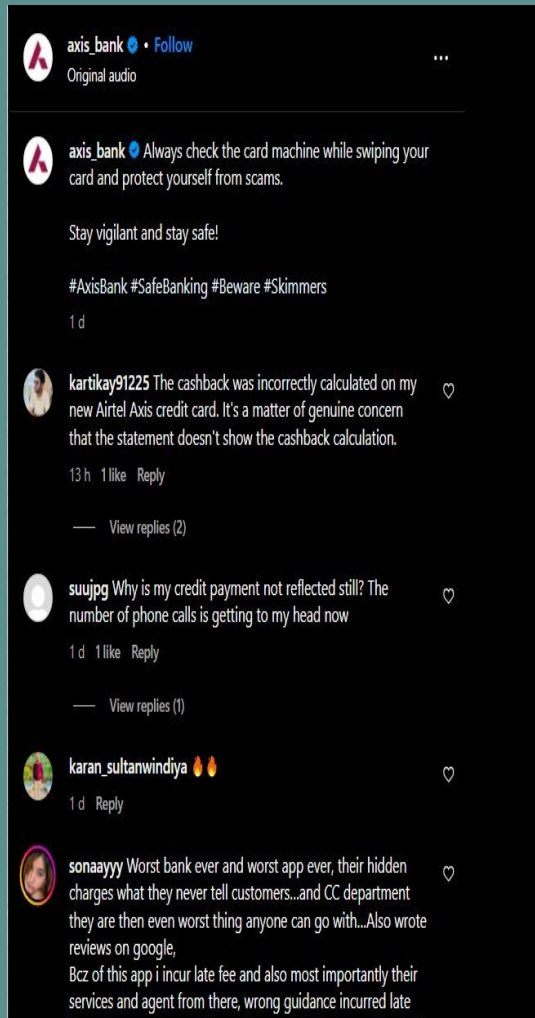 axis_bank • Follow
Original audio
...
axis_bank Always check the card machine while swiping your
card and protect yourself from scams.
Stay vigilant and stay safe!
#AxisBank #SafeBanking #Beware #Skimmers
1 d
kartikay91225 The cashback was incorrectly calculated on my
new Airtel Axis credit card. It's a matter of genuine concern
that the statement doesn't show the cashback calculation.
13 h 1 like Reply
View replies (2)
suujpg Why is my credit payment not reflected still? The
number of phone calls is getting to my head now
1 d 1 like Reply
View replies (1)
karan_sultanwindiya 🔥🔥
1 d Reply
sonaayyy Worst bank ever and worst app ever, their hidden
charges what they never tell customers...and CC department
they are then even worst thing anyone can go with...Also wrote
reviews on google,
Bcz of this app i incur late fee and also most importantly their
services and agent from there, wrong guidance incurred late